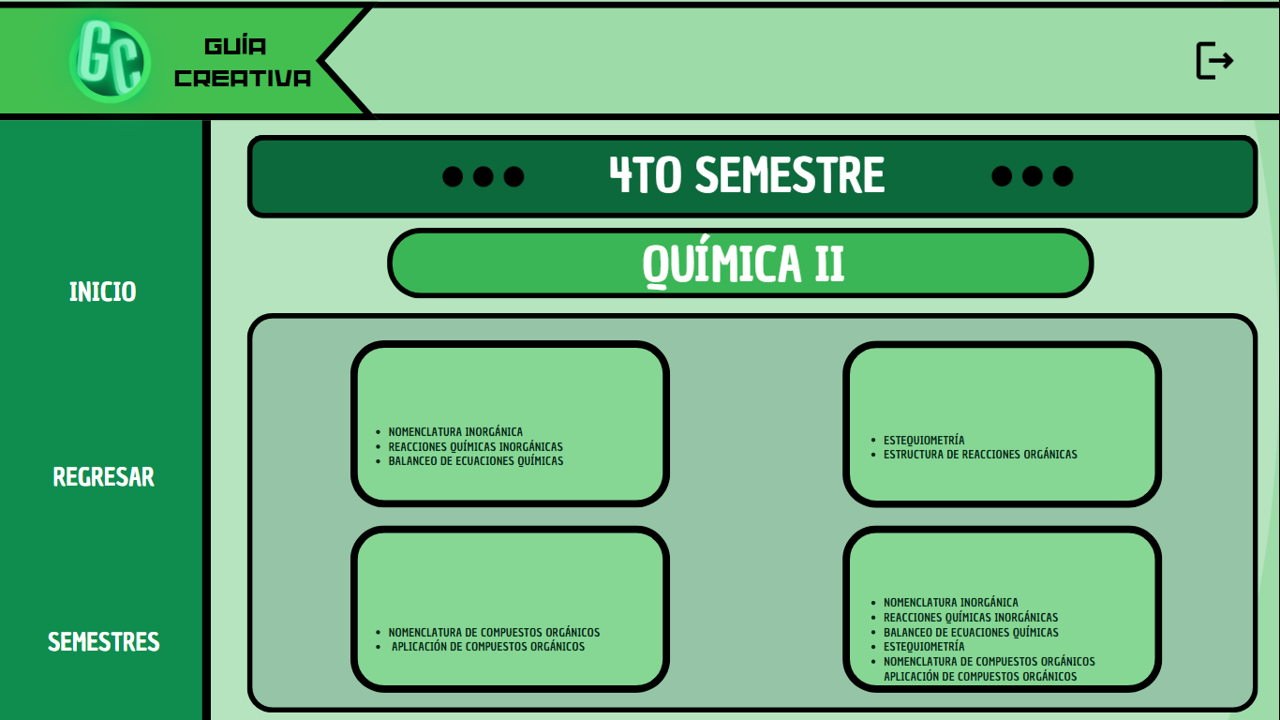 GC
GUÍA
CREATIVA
4TO SEMESTRE
QUÍMICA II
INICIO
REGRESAR
SEMESTRES
• NOMENCLATURA INORGÁNICA
• REACCIONES QUÍMICAS INORGÁNICAS
• BALANCEO DE ECUACIONES QUÍMICAS
• ESTEQUIOMETRÍA
• ESTRUCTURA DE REACCIONES ORGÁNICAS
• NOMENCLATURA DE COMPUESTOS ORGÁNICOS
• APLICACIÓN DE COMPUESTOS ORGÁNICOS
• NOMENCLATURA INORGÁNICA
• REACCIONES QUÍMICAS INORGÁNICAS
• BALANCEO DE ECUACIONES QUÍMICAS
• ESTEQUIOMETRÍA
• NOMENCLATURA DE COMPUESTOS ORGÁNICOS
APLICACIÓN DE COMPUESTOS ORGÁNICOS